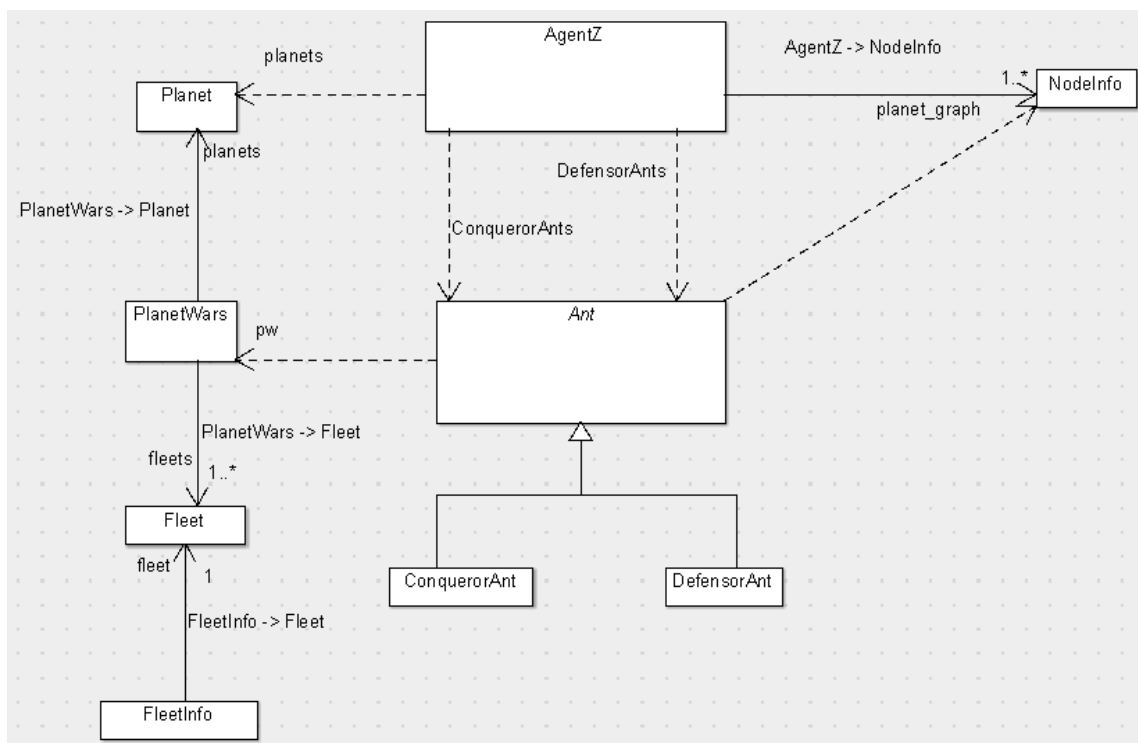 AgentZ
planets
AgentZ -> NodeInfo
Planet
1..*
NodeInfo
planet_graph
planets
DefensorAnts
PlanetWars -> Planet
ConquerorAnts
PlanetWars
Ant
pw
PlanetWars -> Fleet
fleets
1..*
Fleet
fleet
1
ConquerorAnt
DefensorAnt
FleetInfo -> Fleet
FleetInfo